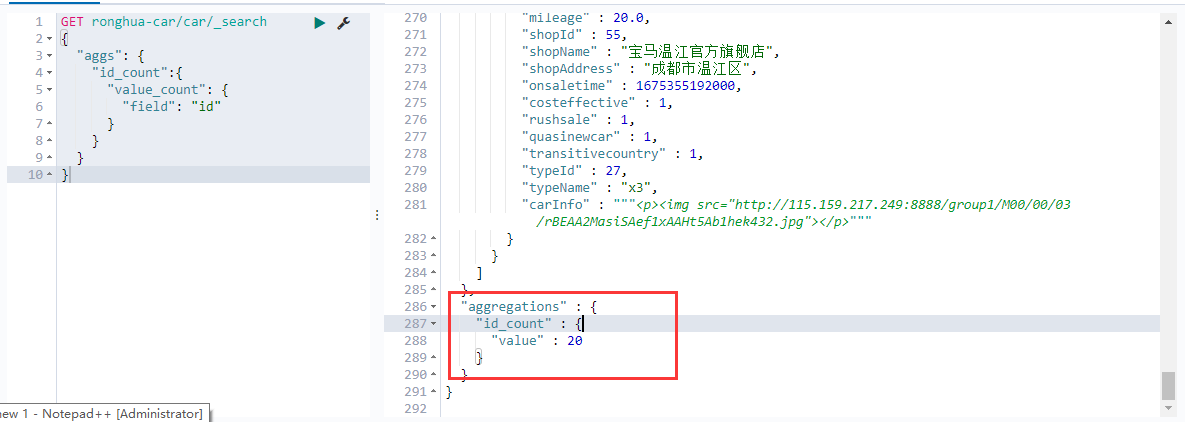 1 GET ronghua-car/car/_search
2 {
3 "aggs": {
4 "id_count":{
5 "value_count": {
6 "field": "id"
7 }
8 }
9 }
10 }
270 "mileage" : 20.0,
271 "shopId" : 55,
272 "shopName" : "宝马温江官方旗舰店",
273 "shopAddress" : "成都市温江区",
274 "onsaletime" : 1675355192000,
275 "costeffective" : 1,
276 "rushsale" : 1,
277 "quasinewcar" : 1,
278 "transitivecountry" : 1,
279 "typeId" : 27,
280 "typeName" : "x3",
281 "carInfo" : """<p><img src="http://115.159.217.249:8888/group1/M00/00/03
/rBEAA2MasiSAef1xAAHt5Ab1hek432.jpg"></p>"""
282 }
283 }
284 ]
285 },
286 "aggregations" : {
287 "id_count" : {
288 "value" : 20
289 }
290 }
291 }
292
new 1 - Notepad++ [Administrator]